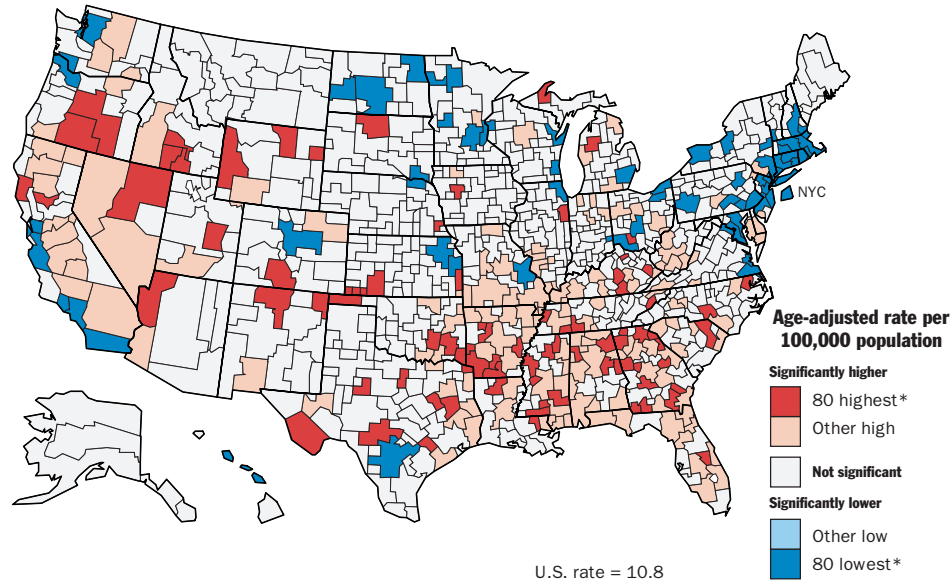 NYC
Age-adjusted rate per
100,000 population
Significantly higher
80 highest*
Other high
Not significant
Significantly lower
Other low
80 lowest*
U.S. rate = 10.8